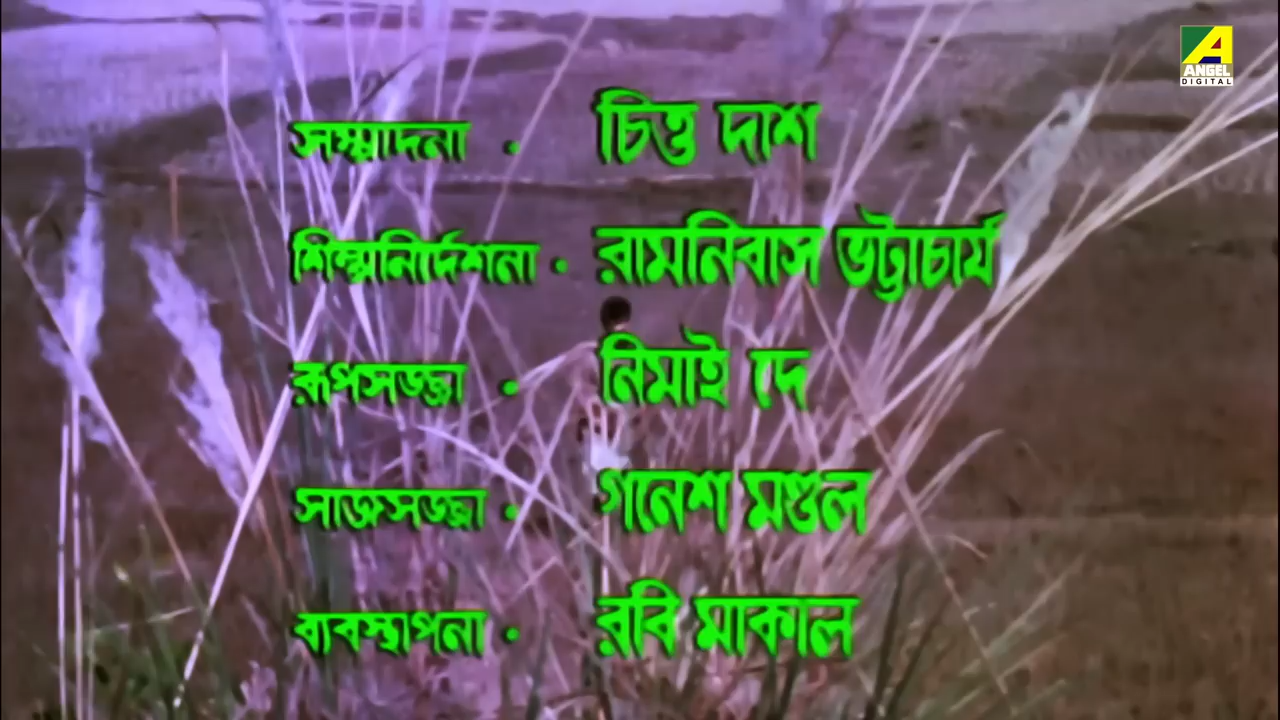 ANGEL
DIGITAL
সম্পাদনা • চিত্ত দাশ
শিল্পনির্দেশনা • রামনিবাস ভট্টাচার্য
রূপসজ্জা • নিমাই দে
সাজসজ্জা • গনেশ মণ্ডল
ব্যবস্থাপনা • রবি মাকাল